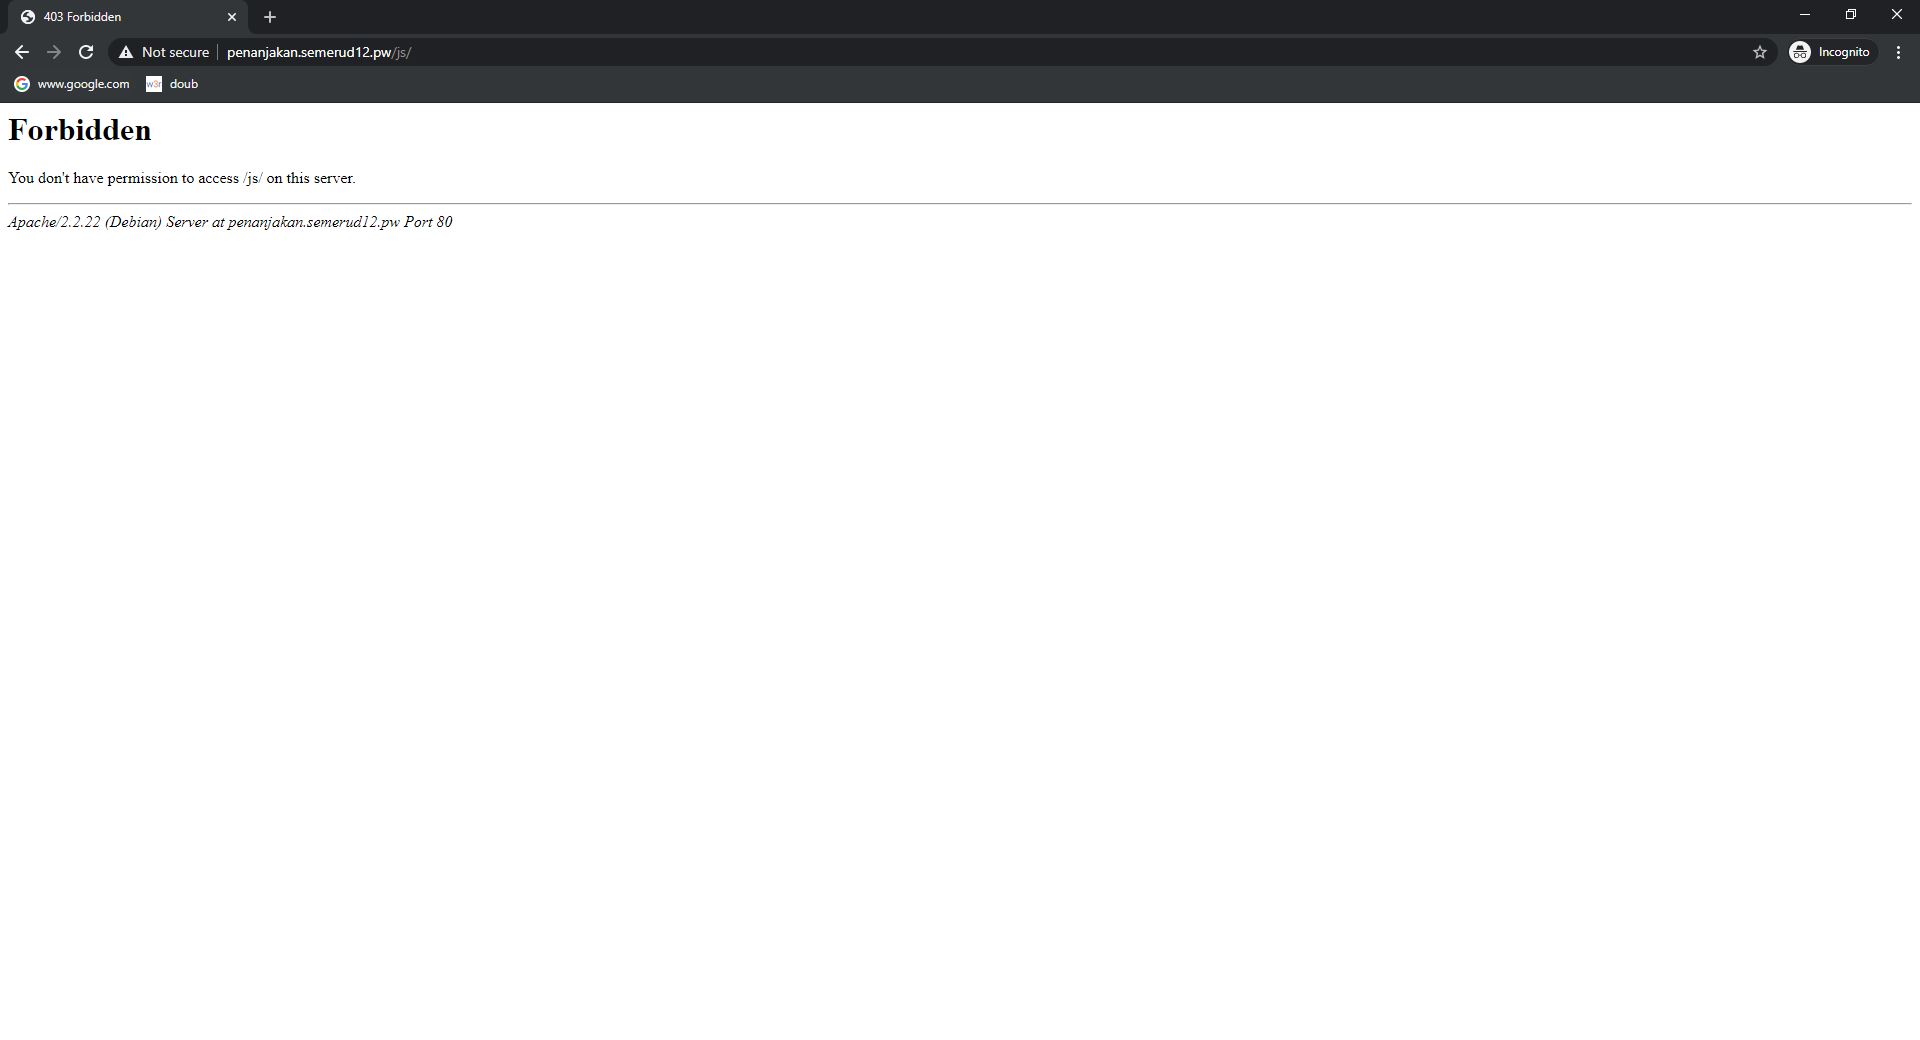 403 Forbidden
Not secure
penanjakan.semerud12.pw/js/
Incognito
www.google.com
w3r
doub
Forbidden
You don't have permission to access /js/ on this server.
Apache/2.2.22 (Debian) Server at penanjakan.semerud12.pw Port 80